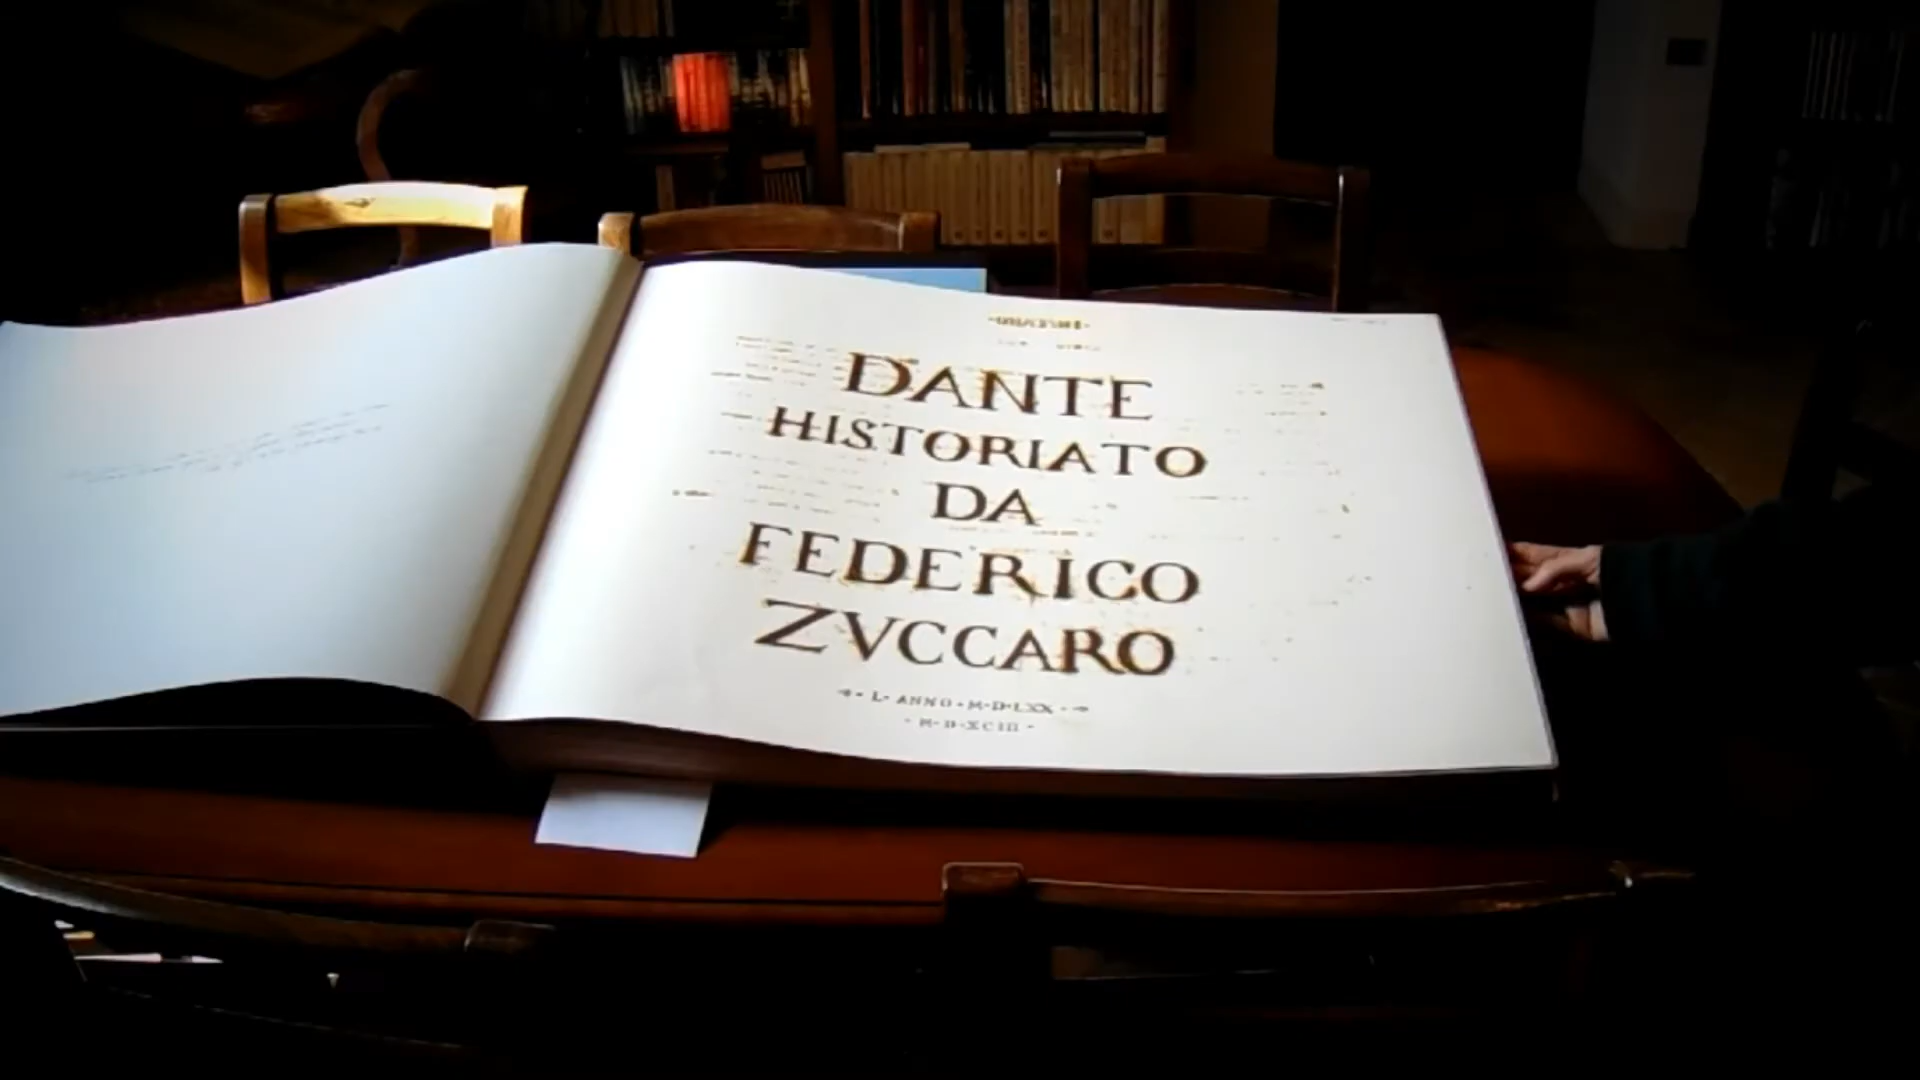 DANTE
HISTORIATO
DA
FEDERICO
ZVCCARO
L· ANNO · M·D·LXX
· M·D·XCIII ·